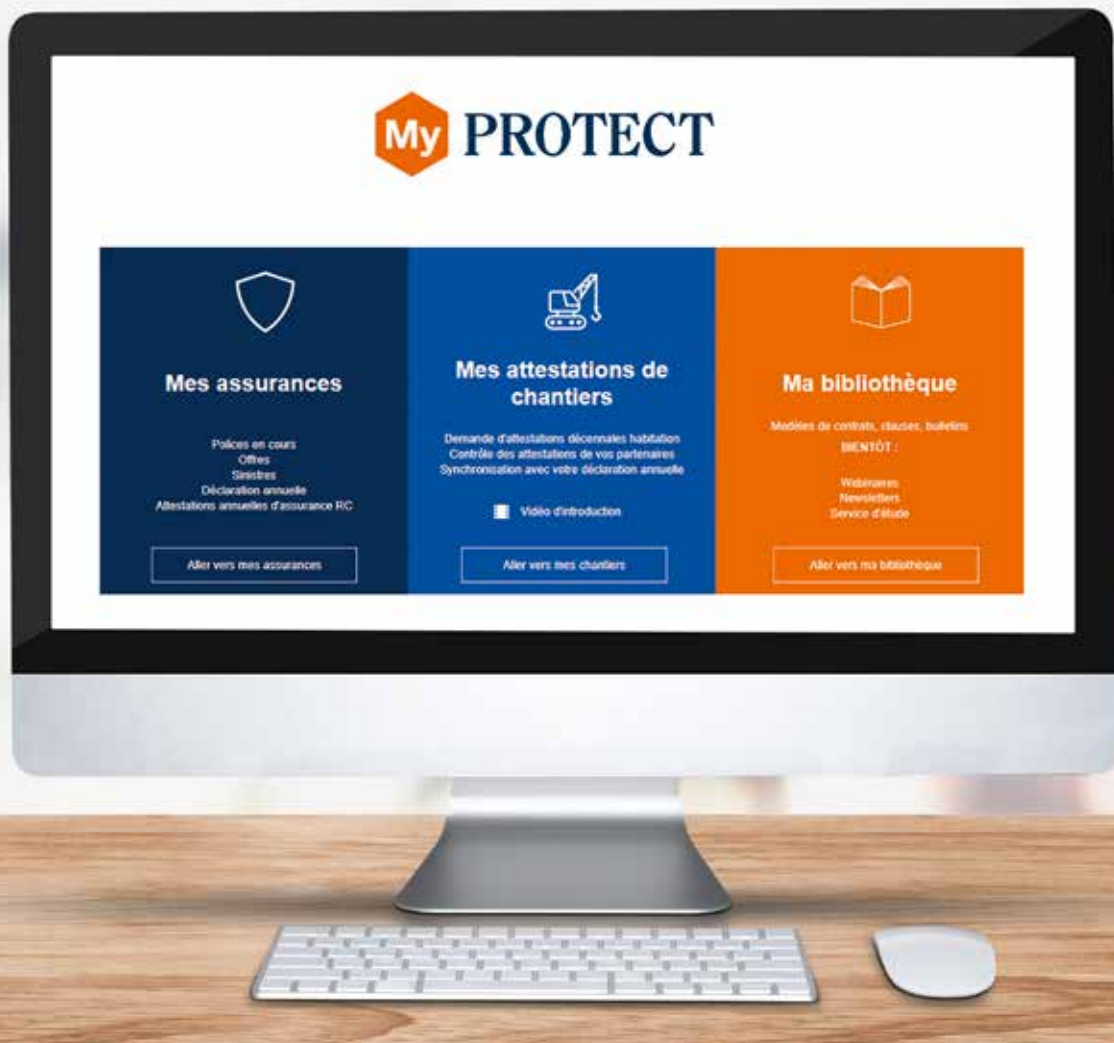 My PROTECT
Mes assurances
Polices en cours
Offres
Sinistres
Déclaration annuelle
Attestations annuelles d'assurance RC
Aller vers mes assurances
Mes attestations de
chantiers
Demande d'attestations décennales habitation
Contrôle des attestations de vos partenaires
Synchronisation avec votre déclaration annuelle
Vidéo d'introduction
Aller vers mes chantiers
Ma bibliothèque
Modèles de contrats, clauses, bulletins
BIENTÔT :
Webinaires
Newsletters
Service d'étude
Aller vers ma bibliothèque